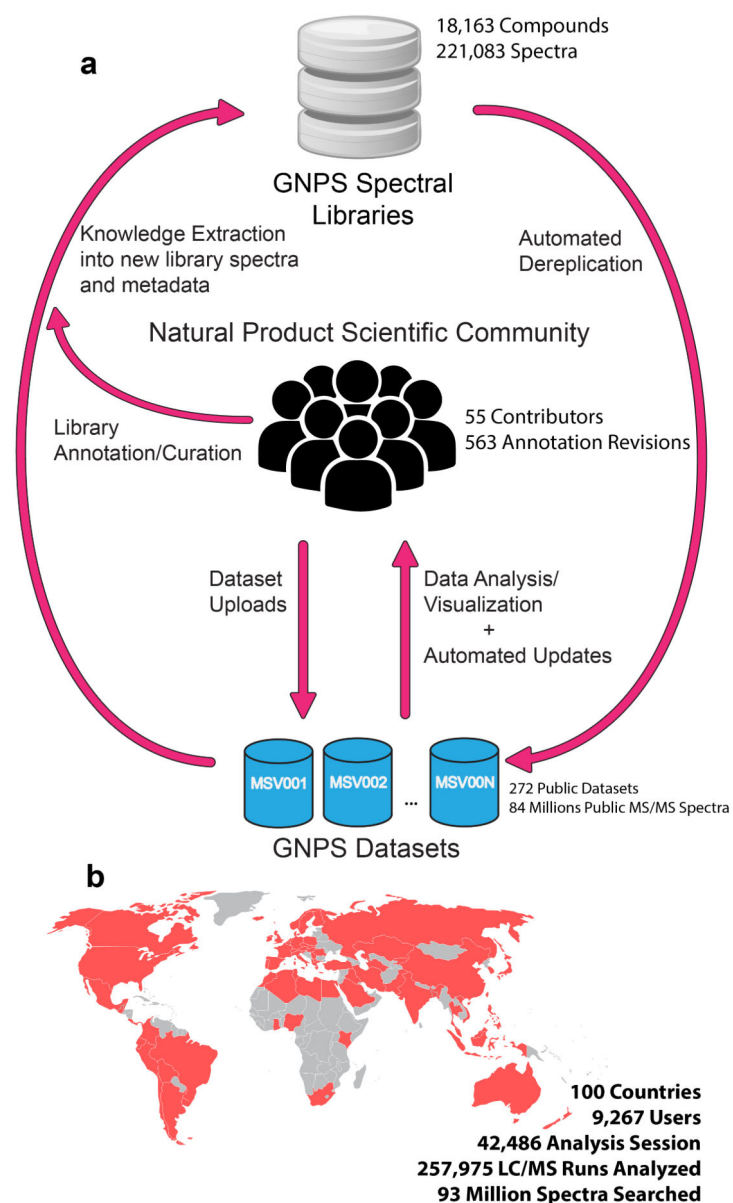 a
18,163 Compounds
221,083 Spectra
GNPS Spectral
Libraries
Knowledge Extraction
into new library spectra
and metadata
Automated
Dereplication
Natural Product Scientific Community
Library
Annotation/Curation
55 Contributors
563 Annotation Revisions
Dataset
Uploads
Data Analysis/
Visualization
+
Automated Updates
MSV001
MSV002
...
MSV00N
272 Public Datasets
84 Millions Public MS/MS Spectra
GNPS Datasets
b
100 Countries
9,267 Users
42,486 Analysis Session
257,975 LC/MS Runs Analyzed
93 Million Spectra Searched